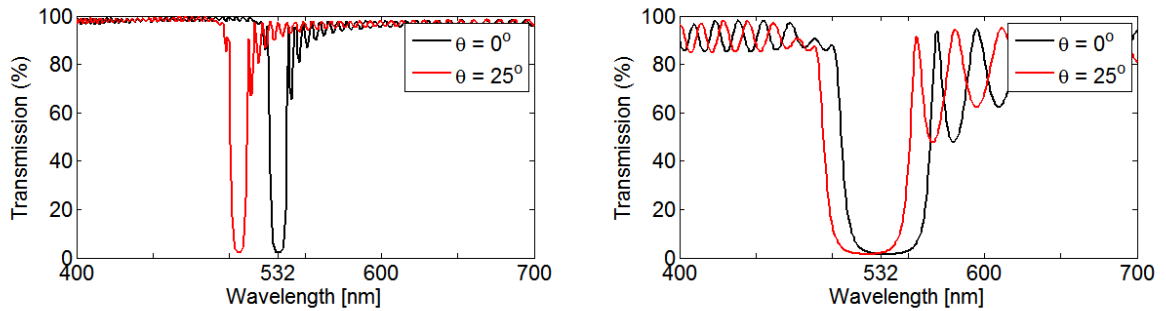 100
80
60
40
20
0
Transmission (%)
400
532
600
700
Wavelength [nm]
θ = 0°
θ = 25°
100
80
60
40
20
0
Transmission (%)
400
532
600
700
Wavelength [nm]
θ = 0°
θ = 25°